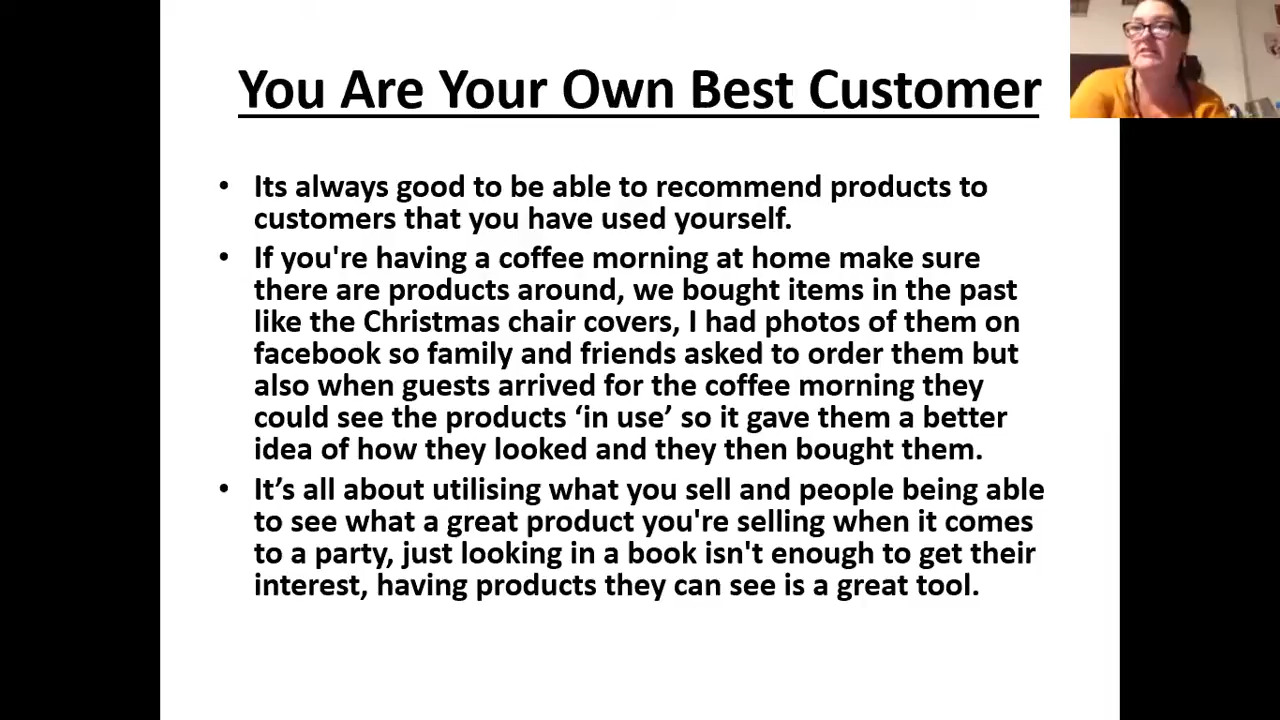 You Are Your Own Best Customer
• Its always good to be able to recommend products to
customers that you have used yourself.
• If you're having a coffee morning at home make sure
there are products around, we bought items in the past
like the Christmas chair covers, I had photos of them on
facebook so family and friends asked to order them but
also when guests arrived for the coffee morning they
could see the products ‘in use’ so it gave them a better
idea of how they looked and they then bought them.
• It’s all about utilising what you sell and people being able
to see what a great product you're selling when it comes
to a party, just looking in a book isn't enough to get their
interest, having products they can see is a great tool.